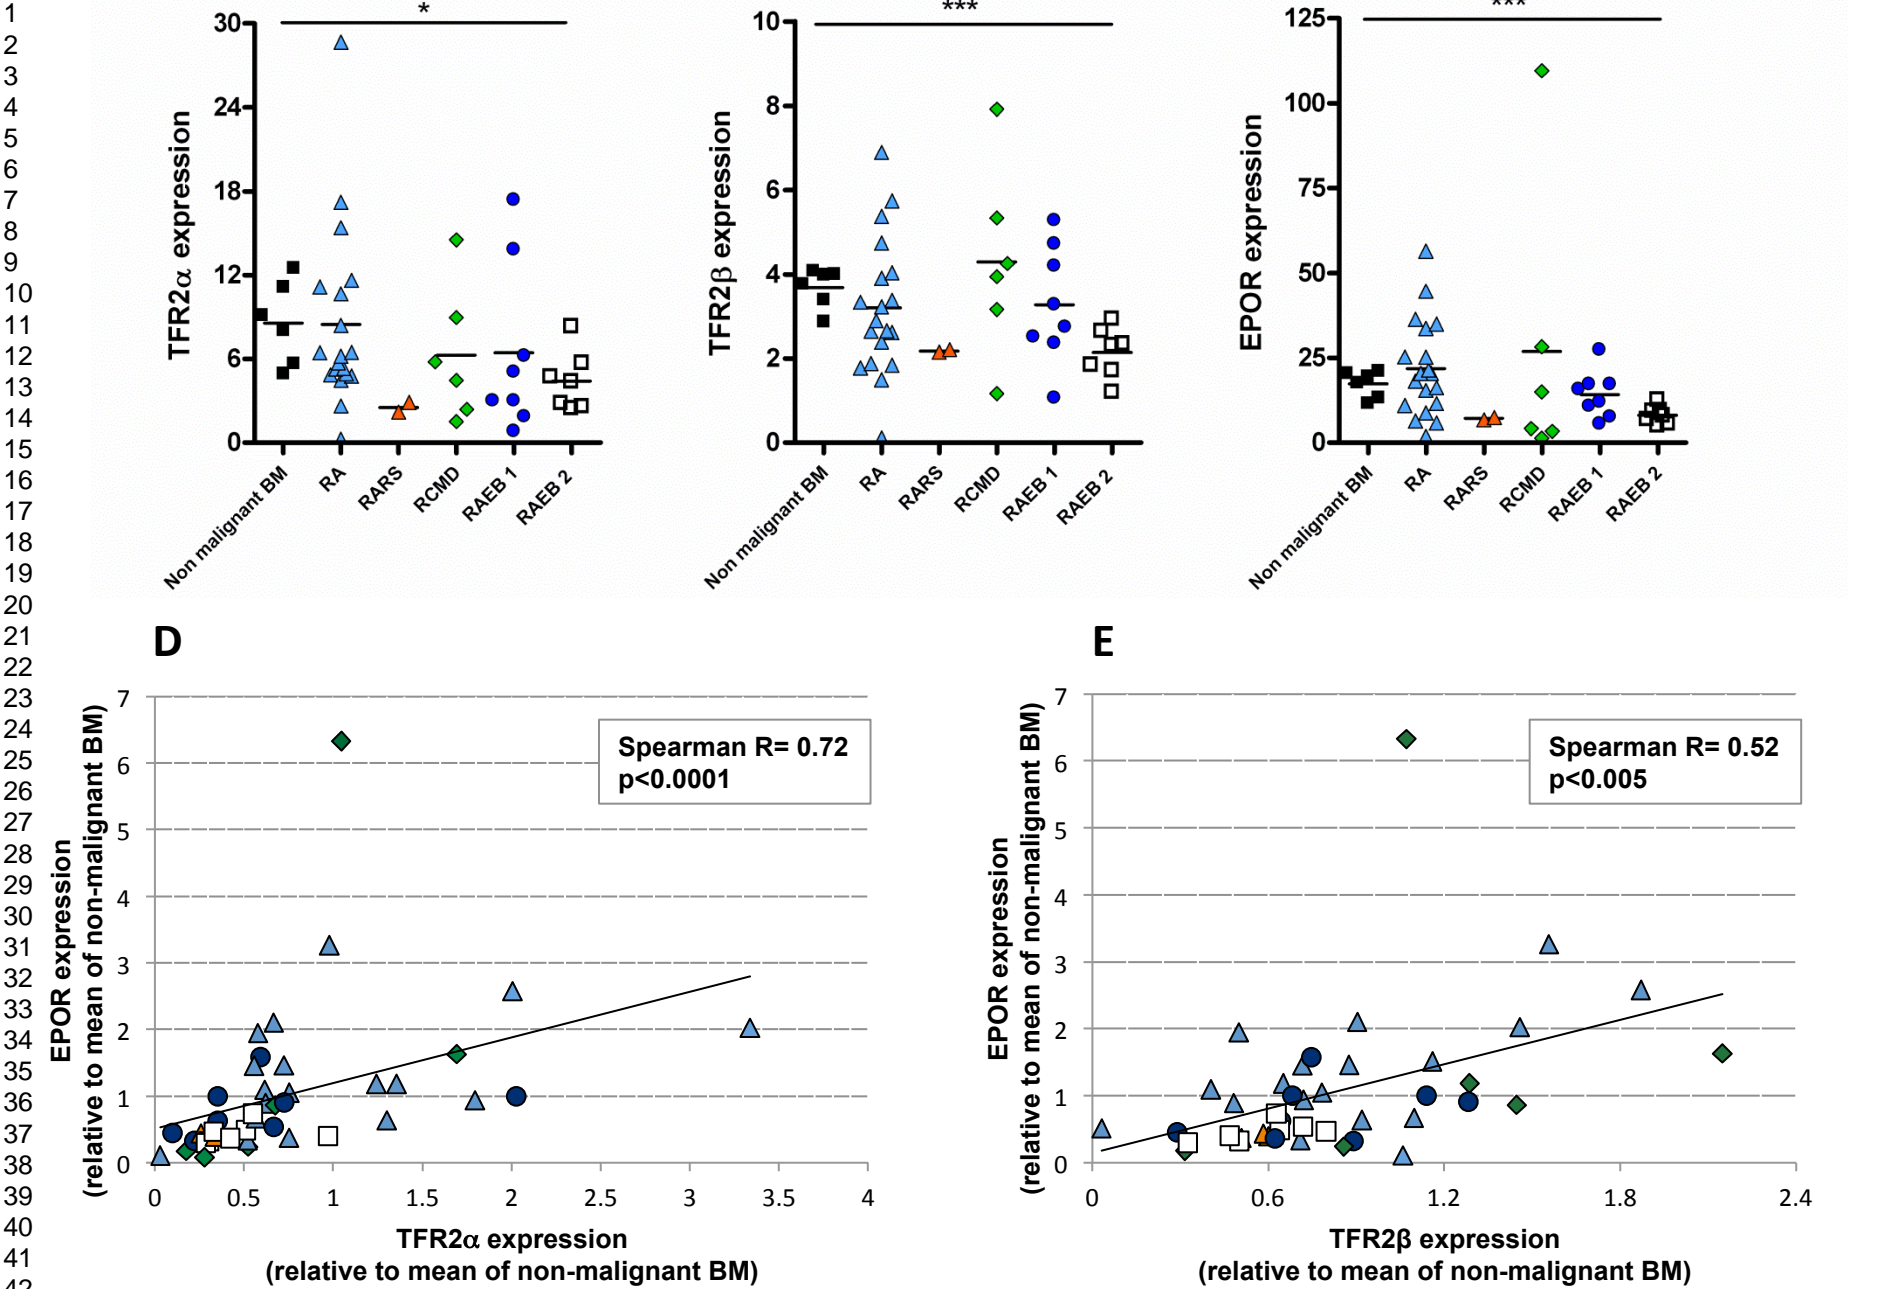 1
2
3
4
5
6
7
8
9
10
11
12
13
14
15
16
17
18
19
20
21
22
23
24
25
26
27
28
29
30
31
32
33
34
35
36
37
38
39
40
41
42
*
TFR2α expression
30
24
18
12
6
0
Non malignant BM
RA
RARS
RCMD
RAEB 1
RAEB 2
***
TFR2β expression
10
8
6
4
2
0
Non malignant BM
RA
RARS
RCMD
RAEB 1
RAEB 2
***
EPOR expression
125
100
75
50
25
0
Non malignant BM
RA
RARS
RCMD
RAEB 1
RAEB 2
D
EPOR expression
(relative to mean of non-malignant BM)
7
6
5
4
3
2
1
0
Spearman R= 0.72
p<0.0001
0 0.5 1 1.5 2 2.5 3 3.5 4
TFR2α expression
(relative to mean of non-malignant BM)
E
EPOR expression
(relative to mean of non-malignant BM)
7
6
5
4
3
2
1
0
Spearman R= 0.52
p<0.005
0 0.6 1.2 1.8 2.4
TFR2β expression
(relative to mean of non-malignant BM)